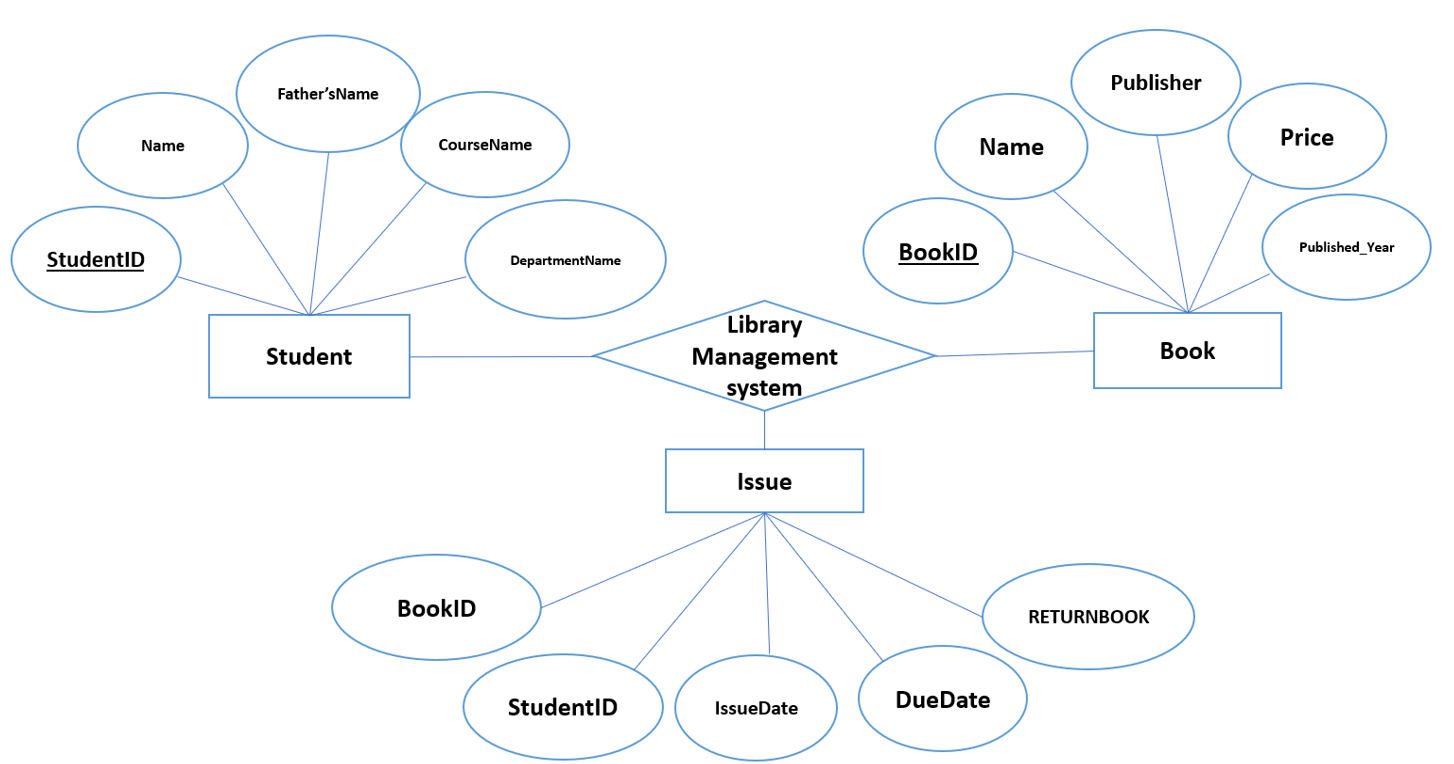 Father'sName
Name
CourseName
StudentID
DepartmentName
Student
Publisher
Price
Name
BookID
Published_Year
Book
Library
Management
system
Issue
BookID
RETURNBOOK
StudentID
IssueDate
DueDate